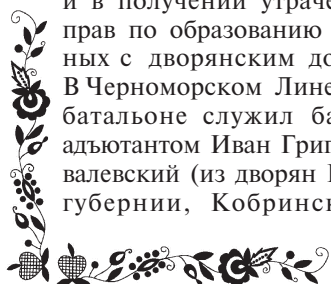 и в получении утраче
прав по образованию
ных с дворянским до
В Черноморском Лине
батальоне служил ба
адъютантом Иван Григ
валевский (из дворян
губернии, Кобринск